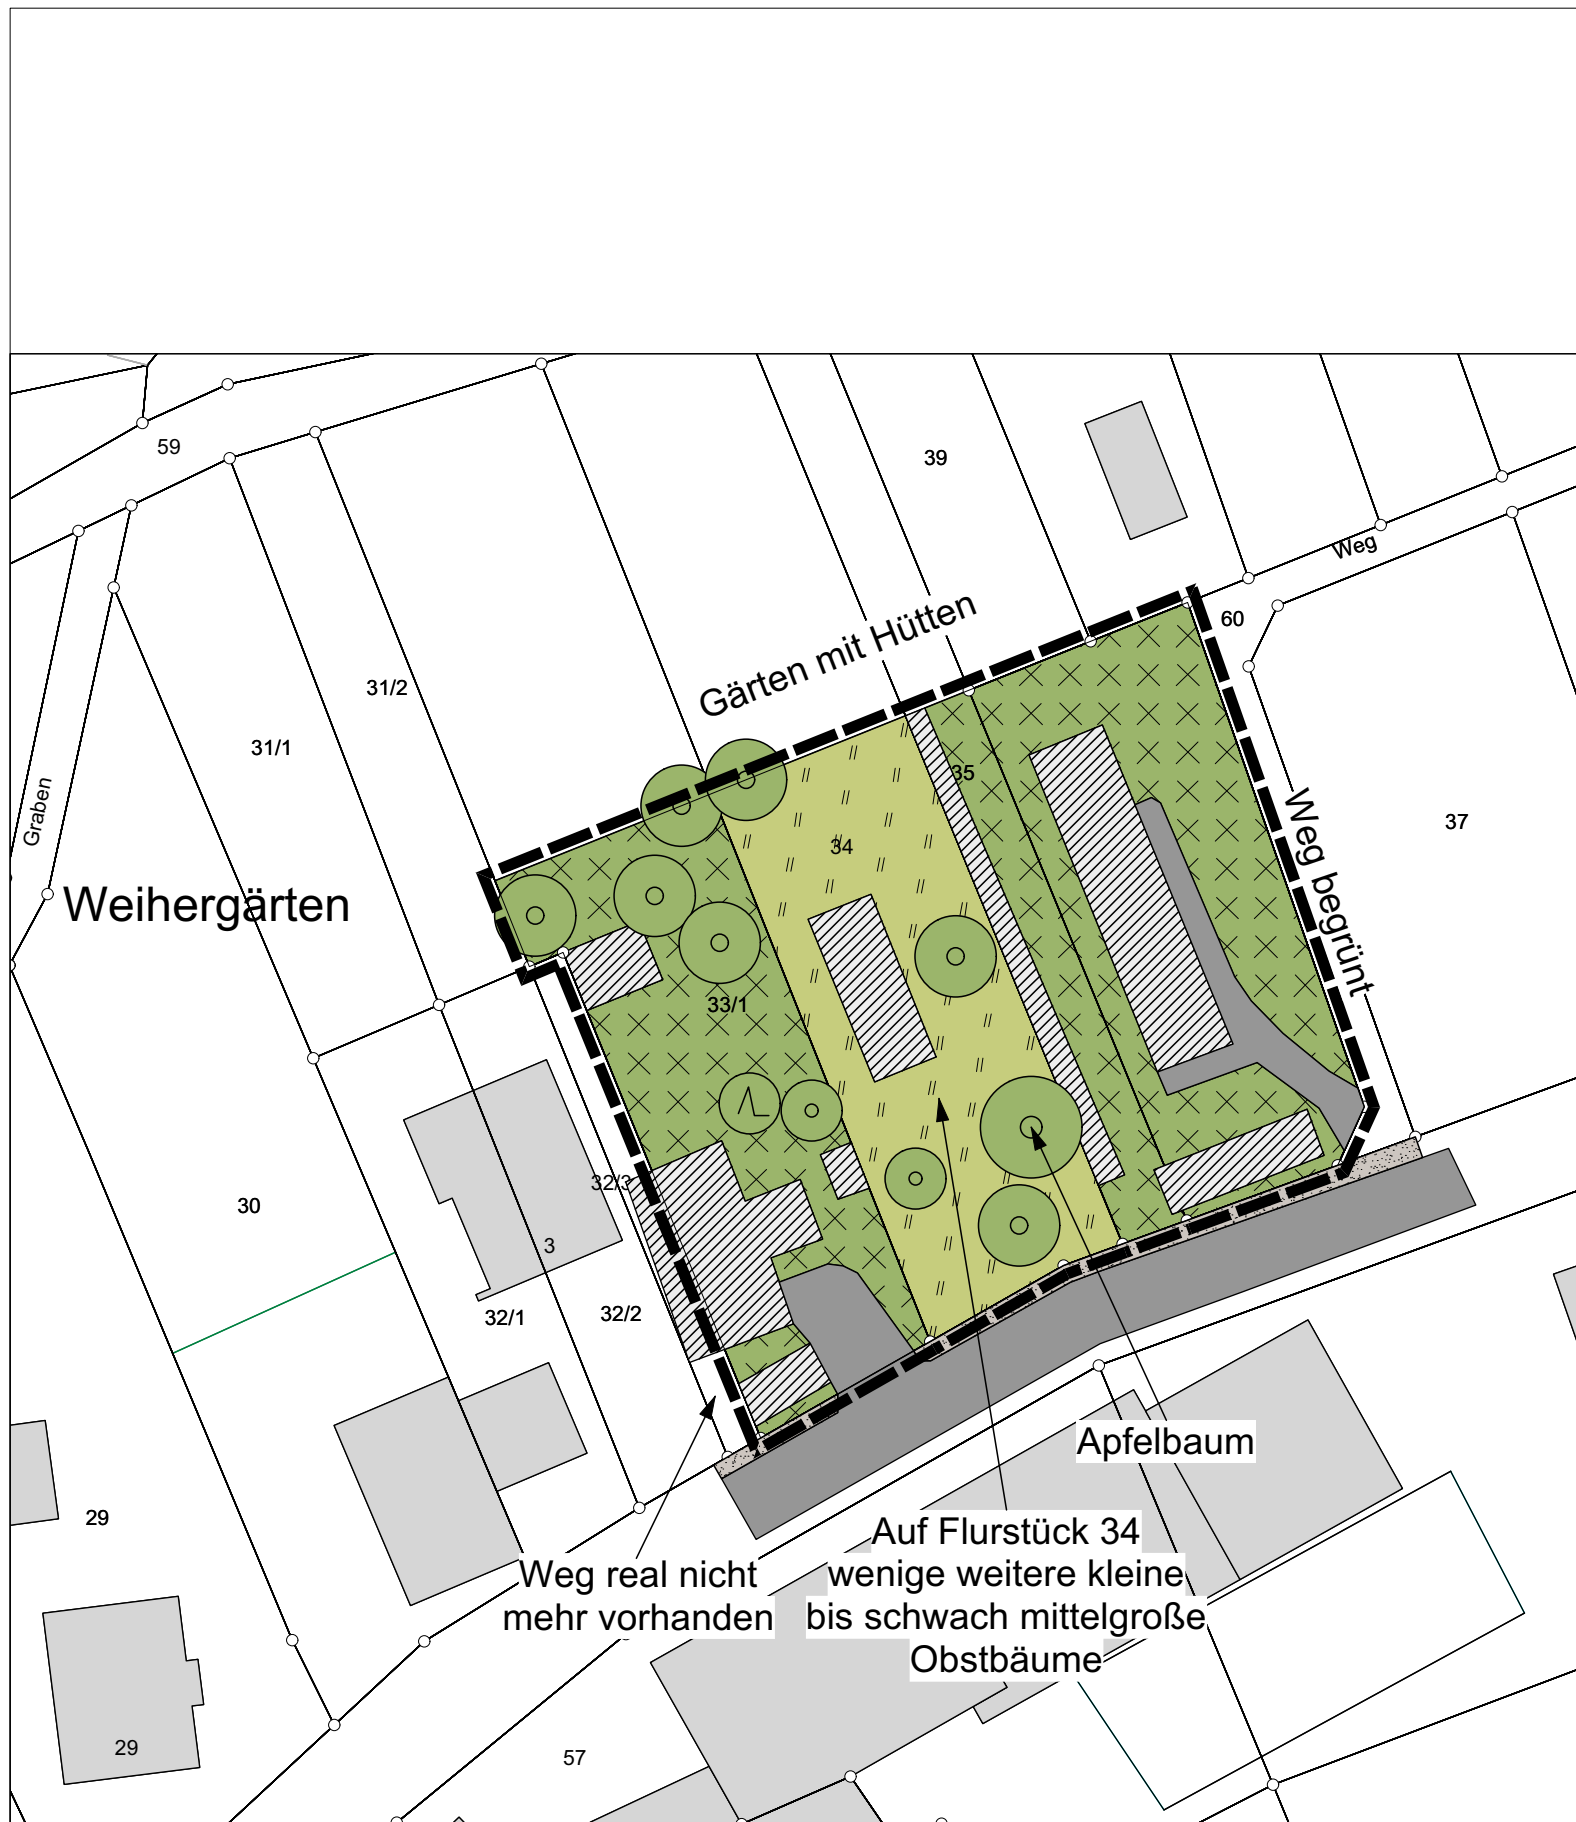 59
39
Weg
60
Gärten mit Hütten
31/2
31/1
35
Graben
37
34
Weg begrünt
Weihergärten
33/1
32/3
30
3
32/1
32/2
Apfelbaum
29
Auf Flurstück 34
wenige weitere kleine
bis schwach mittelgroße
Obstbäume
Weg real nicht
mehr vorhanden
29
57